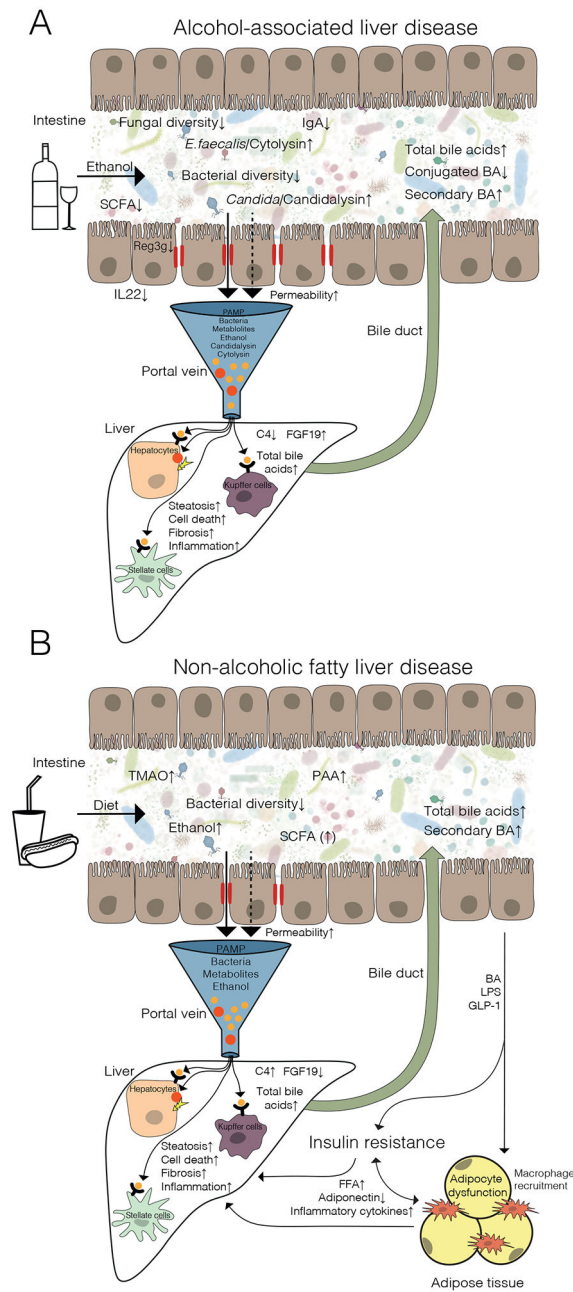 A
Alcohol-associated liver disease
Intestine
Fungal diversity↓
IgA↓
E.faecalis/Cytolysin↑
Total bile acids↑
Ethanol
Bacterial diversity↓
Conjugated BA↓
SCFA↓
Candida/Candidalysin↑
Secondary BA↑
Reg3g↓
IL22↓
Permeability↑
PAMP
Bacteria
Metablolites
Ethanol
Candidalysin
Cytolysin
Bile duct
Portal vein
Liver
C4↓ FGF19↑
Hepatocytes
Total bile
acids↑
Kupffer cells
Steatosis↑
Cell death↑
Fibrosis↑
Inflammation↑
Stellate cells
B
Non-alcoholic fatty liver disease
Intestine
TMAO↑
PAA↑
Diet
Bacterial diversity↓
Total bile acids↑
Ethanol↑
SCFA (↑)
Secondary BA↑
Permeability↑
PAMP
Bacteria
Metabolites
Ethanol
Bile duct
BA
LPS
GLP-1
Portal vein
Liver
C4↑ FGF19↓
Hepatocytes
Total bile
acids↑
Kupffer cells
Insulin resistance
Steatosis↑
Cell death↑
Fibrosis↑
Inflammation↑
Stellate cells
FFA↑
Adiponectin↓
Inflammatory cytokines↑
Adipocyte
dysfunction
Macrophage
recruitment
Adipose tissue